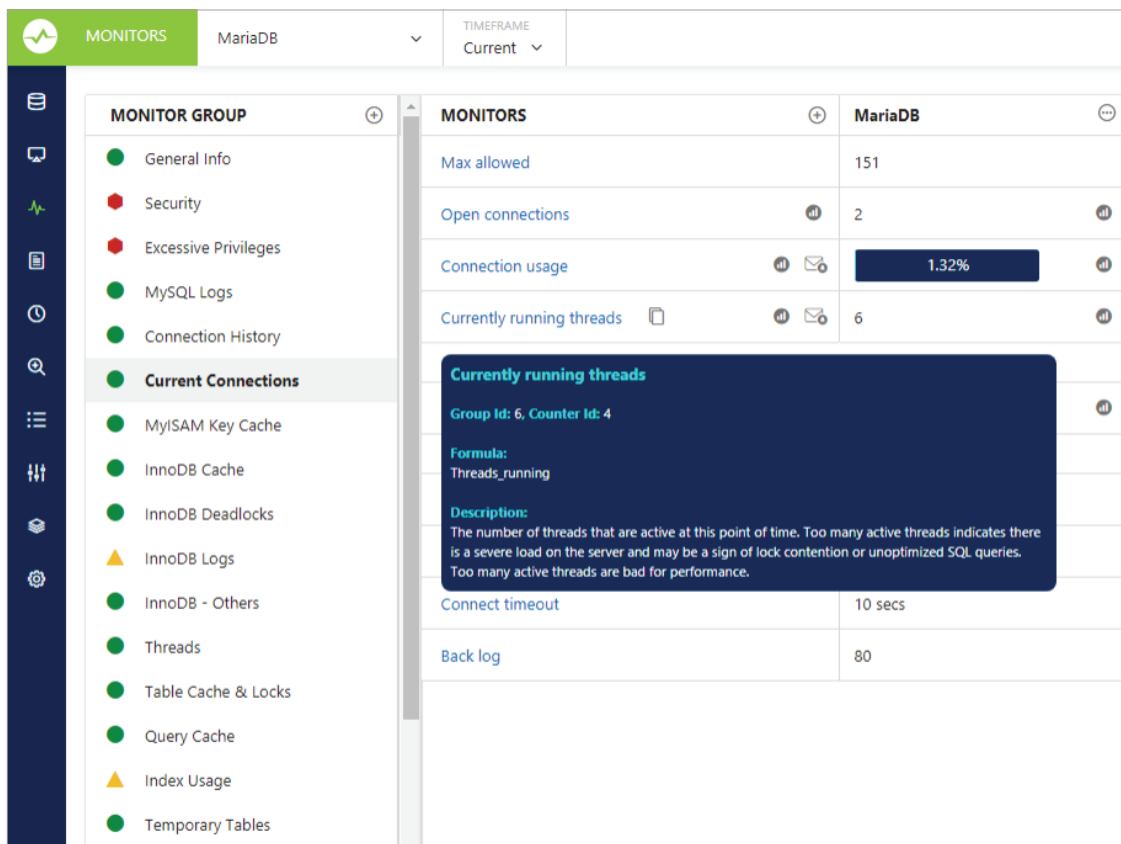 MONITORS
MariaDB
TIMEFRAME
Current
MONITOR GROUP
General Info
Security
Excessive Privileges
MySQL Logs
Connection History
Current Connections
MyISAM Key Cache
InnoDB Cache
InnoDB Deadlocks
InnoDB Logs
InnoDB - Others
Threads
Table Cache & Locks
Query Cache
Index Usage
Temporary Tables
MONITORS
MariaDB
Max allowed
151
Open connections
2
Connection usage
1.32%
Currently running threads
6
Currently running threads
Group Id: 6, Counter Id: 4
Formula:
Threads_running
Description:
The number of threads that are active at this point of time. Too many active threads indicates there
is a severe load on the server and may be a sign of lock contention or unoptimized SQL queries.
Too many active threads are bad for performance.
Connect timeout
10 secs
Back log
80